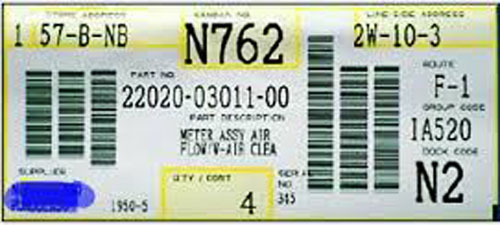 STORE ADDRESS
1 57-B-NB
KANBAN NO
N762
LINE SIDE ADDRESS
2W-10-3
PART NO.
22020-03011-00
PART DESCRIPTION
METER ASSY AIR
FLOW/W-AIR CLEA
ROUTE
F-1
GROUP CODE
IA520
DOCK CODE
N2
SUPPLIER
1950-5
QTY / CONT
4
SERIAL
NO
345